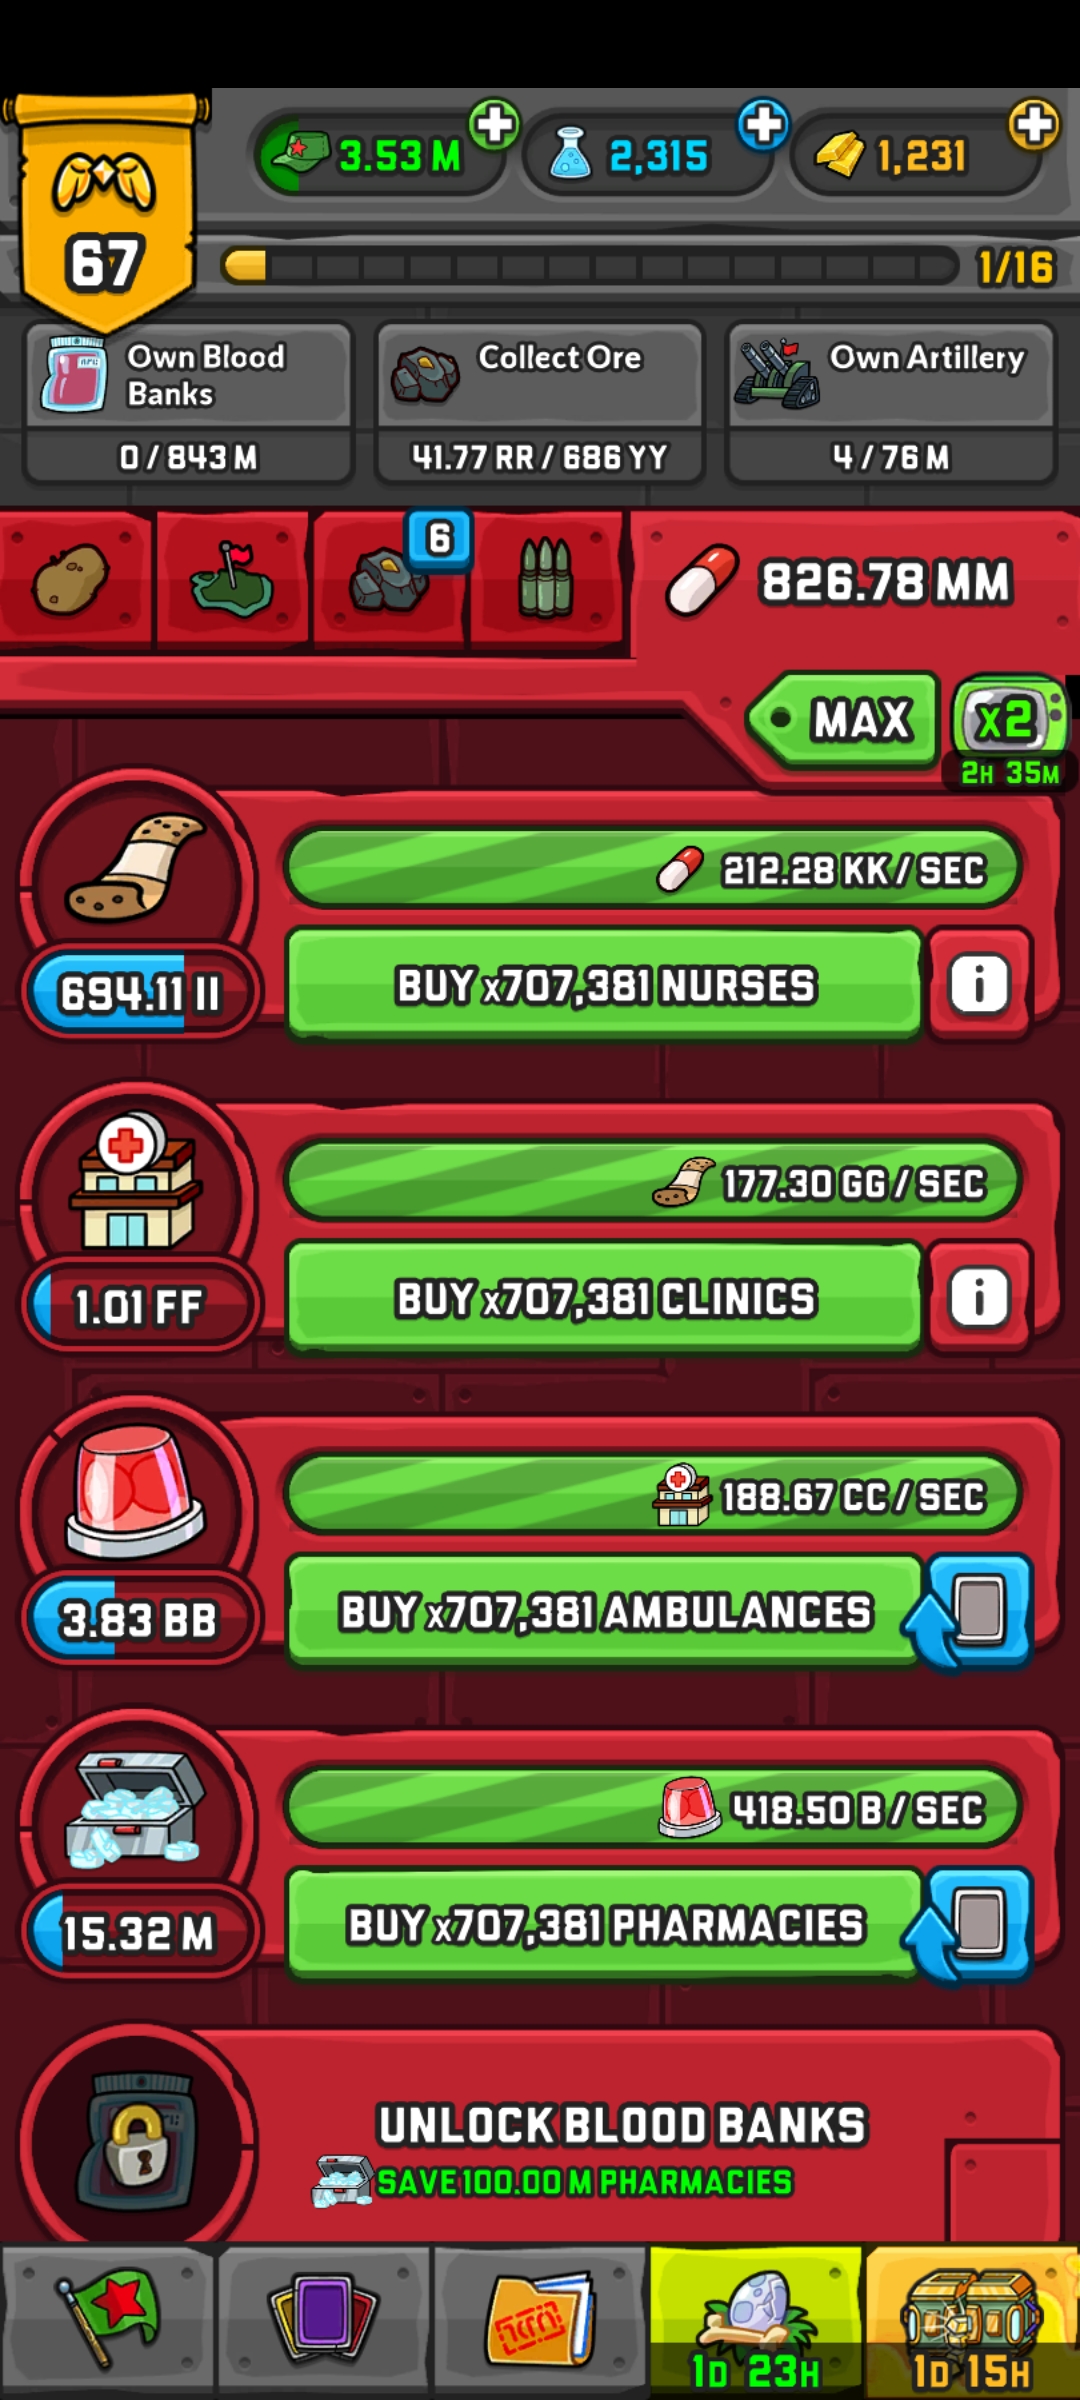 3.53 M
2,315
1,231
67
1/16
Own Blood
Banks
0 / 843 M
Collect Ore
41.77 RR / 686 YY
Own Artillery
4 / 76 M
6
826.78 MM
MAX
x2
2H 35M
212.28 KK / SEC
694.11 II
BUY x707,381 NURSES
i
177.30 GG / SEC
1.01 FF
BUY x707,381 CLINICS
i
188.67 CC / SEC
3.83 BB
BUY x707,381 AMBULANCES
418.50 B / SEC
15.32 M
BUY x707,381 PHARMACIES
UNLOCK BLOOD BANKS
SAVE 100.00 M PHARMACIES
1D 23H
1D 15H